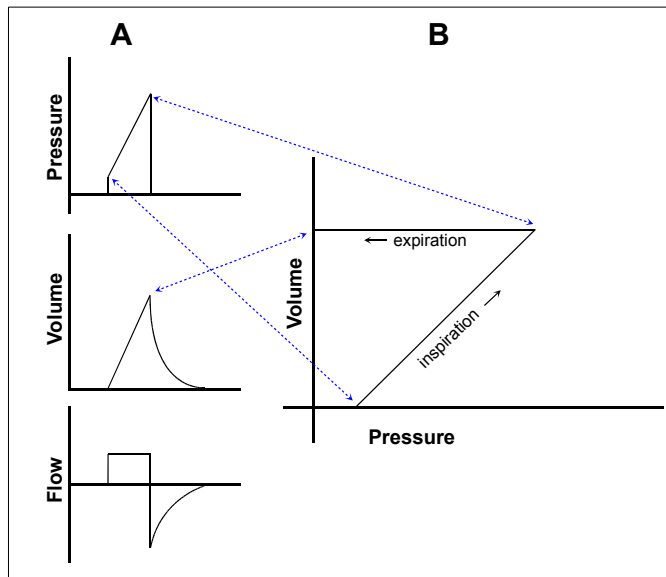 A
B
Pressure
Volume
Flow
Volume
← expiration
inspiration →
Pressure